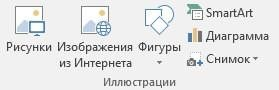 Рисунки
Изображения
из Интернета
Фигуры
SmartArt
Диаграмма
Снимок
Иллюстрации